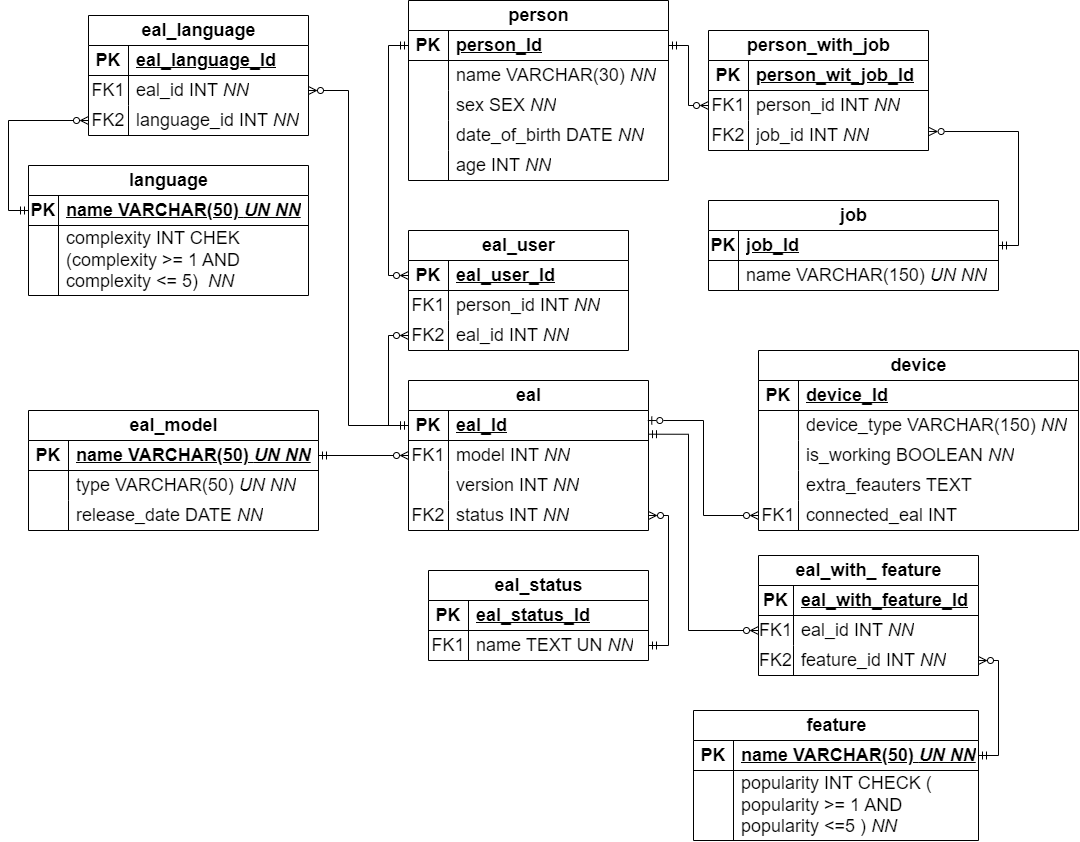 eal_language
PK eal_language_Id
FK1 eal_id INT NN
FK2 language_id INT NN
language
PK name VARCHAR(50) UN NN
complexity INT CHEK
(complexity >= 1 AND
complexity <= 5) NN
person
PK person_Id
name VARCHAR(30) NN
sex SEX NN
date_of_birth DATE NN
age INT NN
person_with_job
PK person_wit_job_Id
FK1 person_id INT NN
FK2 job_id INT NN
job
PK job_Id
name VARCHAR(150) UN NN
eal_user
PK eal_user_Id
FK1 person_id INT NN
FK2 eal_id INT NN
eal_model
PK name VARCHAR(50) UN NN
type VARCHAR(50) UN NN
release_date DATE NN
eal
PK eal_Id
FK1 model INT NN
version INT NN
FK2 status INT NN
device
PK device_Id
device_type VARCHAR(150) NN
is_working BOOLEAN NN
extra_feauters TEXT
FK1 connected_eal INT
eal_status
PK eal_status_Id
FK1 name TEXT UN NN
eal_with_ feature
PK eal_with_feature_Id
FK1 eal_id INT NN
FK2 feature_id INT NN
feature
PK name VARCHAR(50) UN NN
popularity INT CHECK (
popularity >= 1 AND
popularity <=5 ) NN